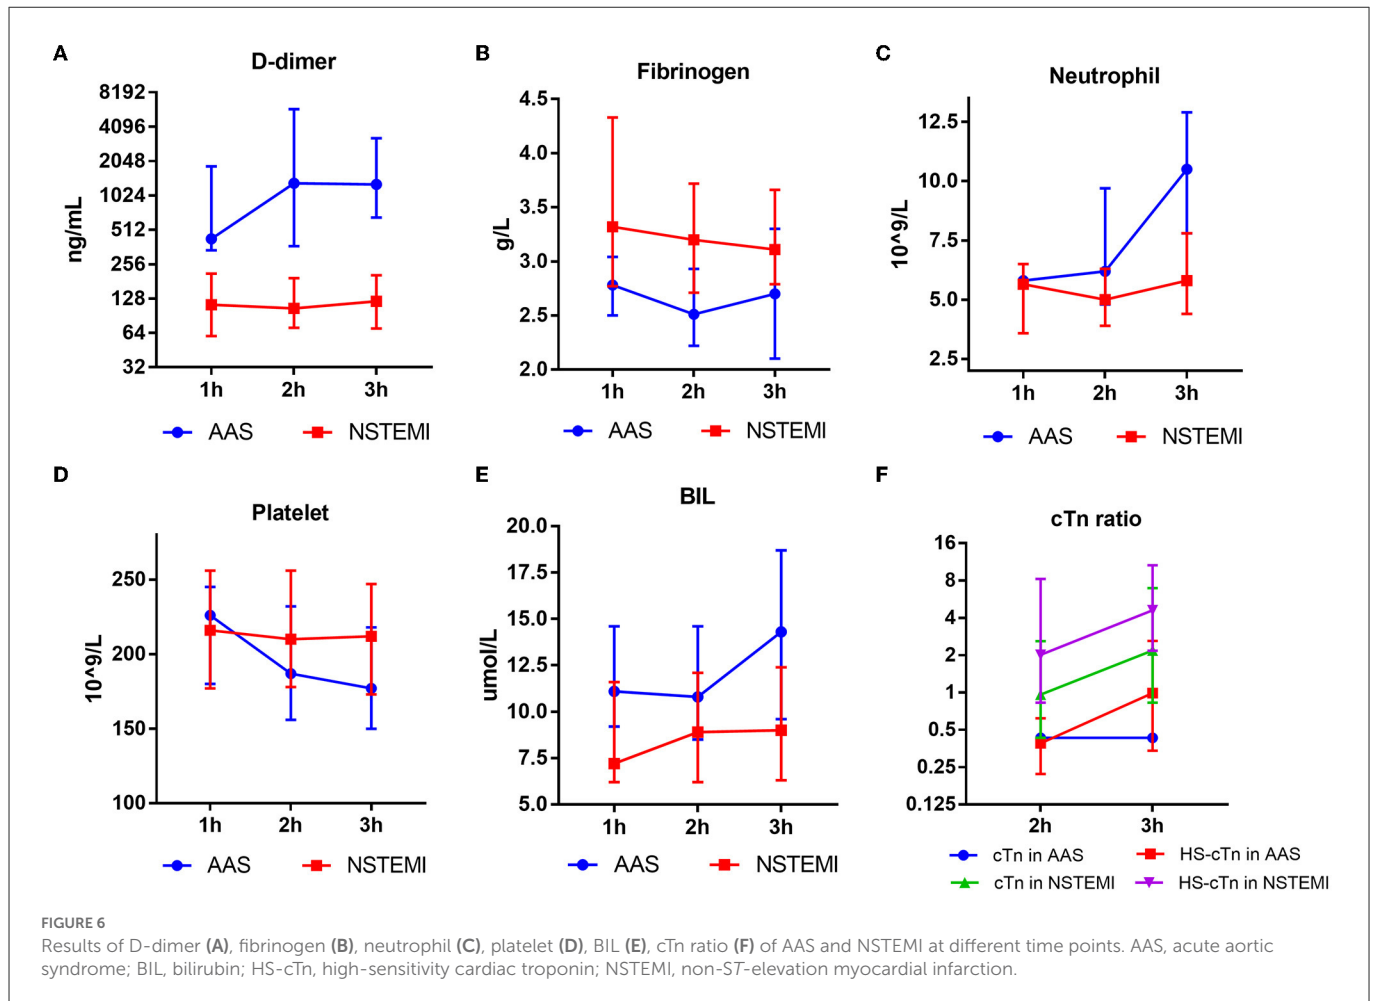 A
D-dimer
8192
4096
2048
1024
512
256
128
64
32
ng/mL
1h 2h 3h
AAS NSTEMI
B
Fibrinogen
4.5
4.0
3.5
3.0
2.5
2.0
g/L
1h 2h 3h
AAS NSTEMI
C
Neutrophil
12.5
10.0
7.5
5.0
2.5
10^9/L
1h 2h 3h
AAS NSTEMI
D
Platelet
250
200
150
100
10^9/L
1h 2h 3h
AAS NSTEMI
E
BIL
20.0
17.5
15.0
12.5
10.0
7.5
5.0
umol/L
1h 2h 3h
AAS NSTEMI
F
cTn ratio
16
8
4
2
1
0.5
0.25
0.125
2h 3h
cTn in AAS HS-cTn in AAS
cTn in NSTEMI HS-cTn in NSTEMI
FIGURE 6
Results of D-dimer (A), fibrinogen (B), neutrophil (C), platelet (D), BIL (E), cTn ratio (F) of AAS and NSTEMI at different time points. AAS, acute aortic
syndrome; BIL, bilirubin; HS-cTn, high-sensitivity cardiac troponin; NSTEMI, non-ST-elevation myocardial infarction.